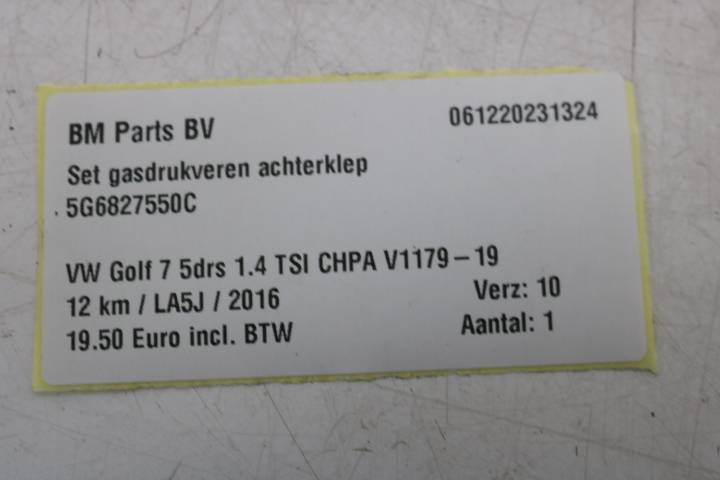 BM Parts BV 061220231324
Set gasdrukveren achterklep
5G6827550C
VW Golf 7 5drs 1.4 TSI CHPA V1179-19
12 km / LA5J / 2016 Verz: 10
19.50 Euro incl. BTW Aantal: 1